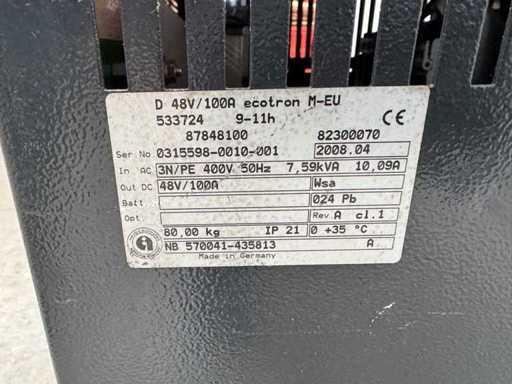 D 48V/100A ecotron M-EU
533724 9-11h
87848100 82300070
Ser No. 0315598-0010-001 2008.04
In AC 3N/PE 400V 50Hz 7,59kVA 10,09A
Out DC 48V/100A Wsa
Batt. 024 Pb
Opt. Rev. A cl.1
80,00 kg IP 21 0 +35 °C
NB 570041-435813 A
Made in Germany